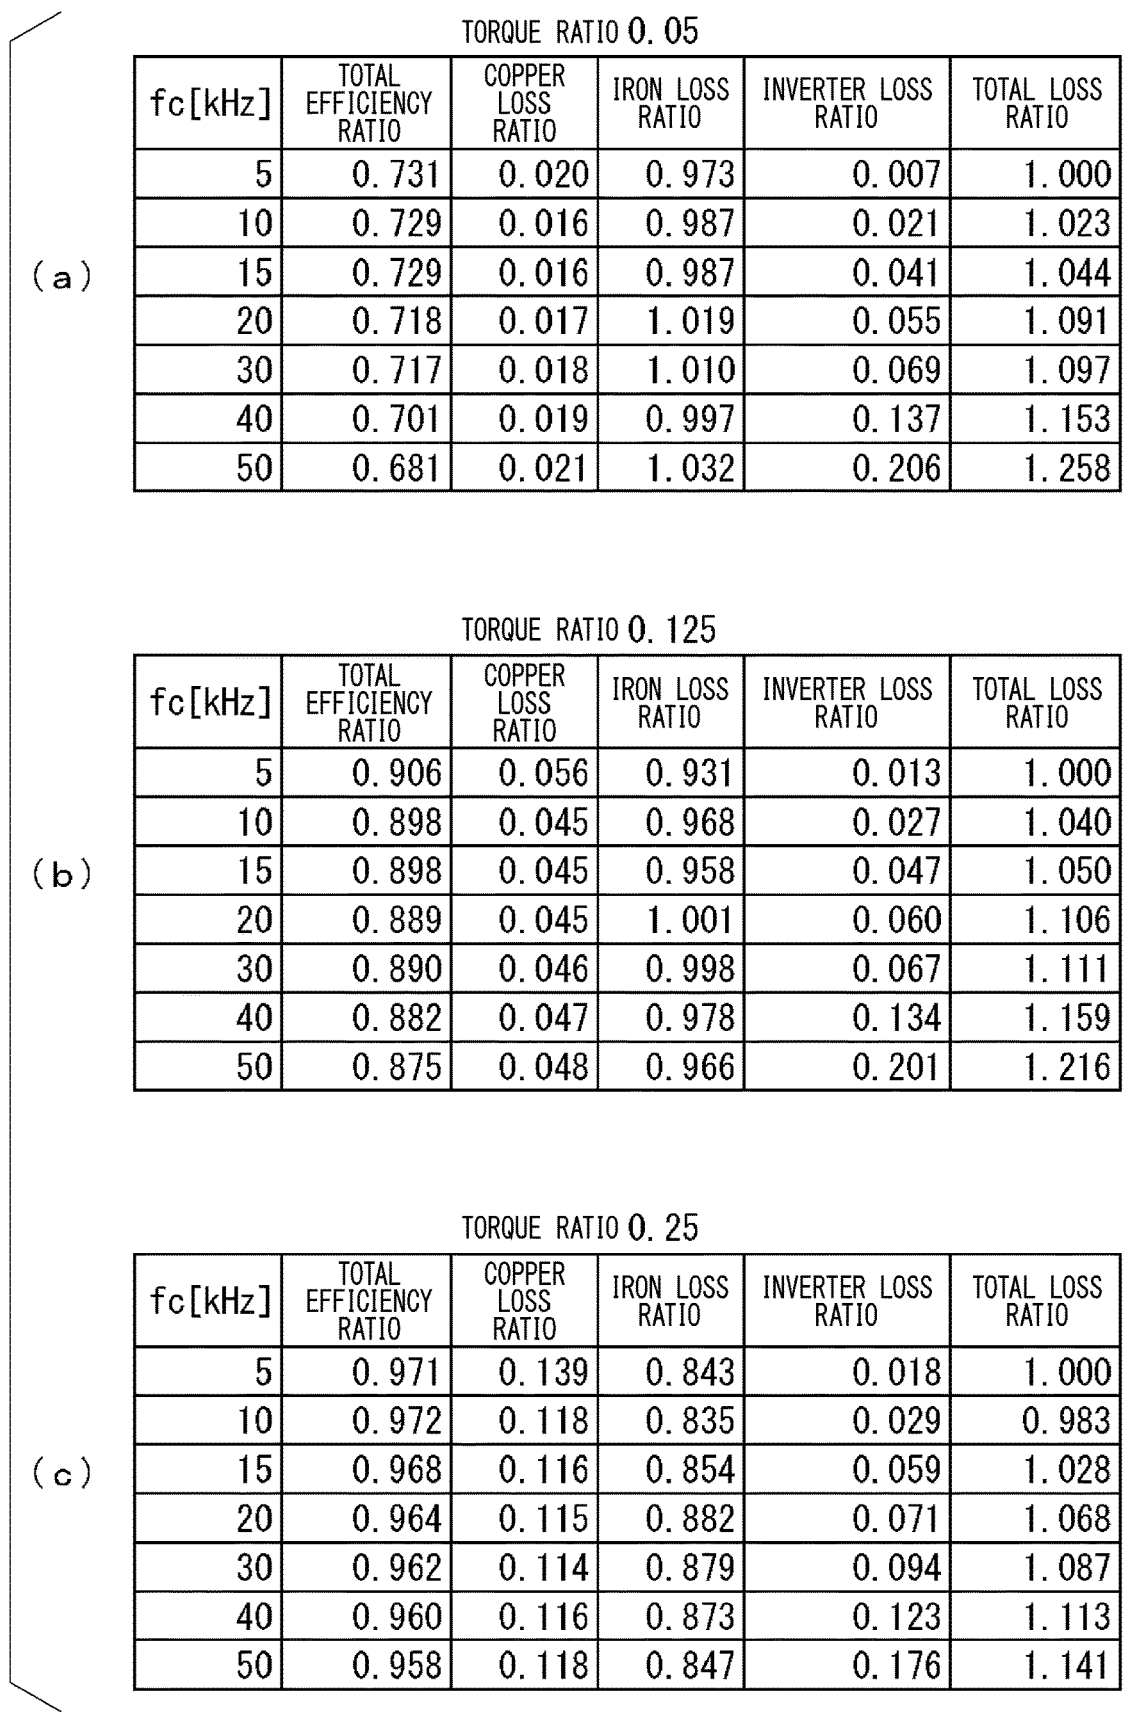 (a)
TORQUE RATIO 0.05
fc[kHz] TOTAL EFFICIENCY RATIO COPPER LOSS RATIO IRON LOSS RATIO INVERTER LOSS RATIO TOTAL LOSS RATIO
5 0.731 0.020 0.973 0.007 1.000
10 0.729 0.016 0.987 0.021 1.023
15 0.729 0.016 0.987 0.041 1.044
20 0.718 0.017 1.019 0.055 1.091
30 0.717 0.018 1.010 0.069 1.097
40 0.701 0.019 0.997 0.137 1.153
50 0.681 0.021 1.032 0.206 1.258
(b)
TORQUE RATIO 0.125
fc[kHz] TOTAL EFFICIENCY RATIO COPPER LOSS RATIO IRON LOSS RATIO INVERTER LOSS RATIO TOTAL LOSS RATIO
5 0.906 0.056 0.931 0.013 1.000
10 0.898 0.045 0.968 0.027 1.040
15 0.898 0.045 0.958 0.047 1.050
20 0.889 0.045 1.001 0.060 1.106
30 0.890 0.046 0.998 0.067 1.111
40 0.882 0.047 0.978 0.134 1.159
50 0.875 0.048 0.966 0.201 1.216
(c)
TORQUE RATIO 0.25
fc[kHz] TOTAL EFFICIENCY RATIO COPPER LOSS RATIO IRON LOSS RATIO INVERTER LOSS RATIO TOTAL LOSS RATIO
5 0.971 0.139 0.843 0.018 1.000
10 0.972 0.118 0.835 0.029 0.983
15 0.968 0.116 0.854 0.059 1.028
20 0.964 0.115 0.882 0.071 1.068
30 0.962 0.114 0.879 0.094 1.087
40 0.960 0.116 0.873 0.123 1.113
50 0.958 0.118 0.847 0.176 1.141